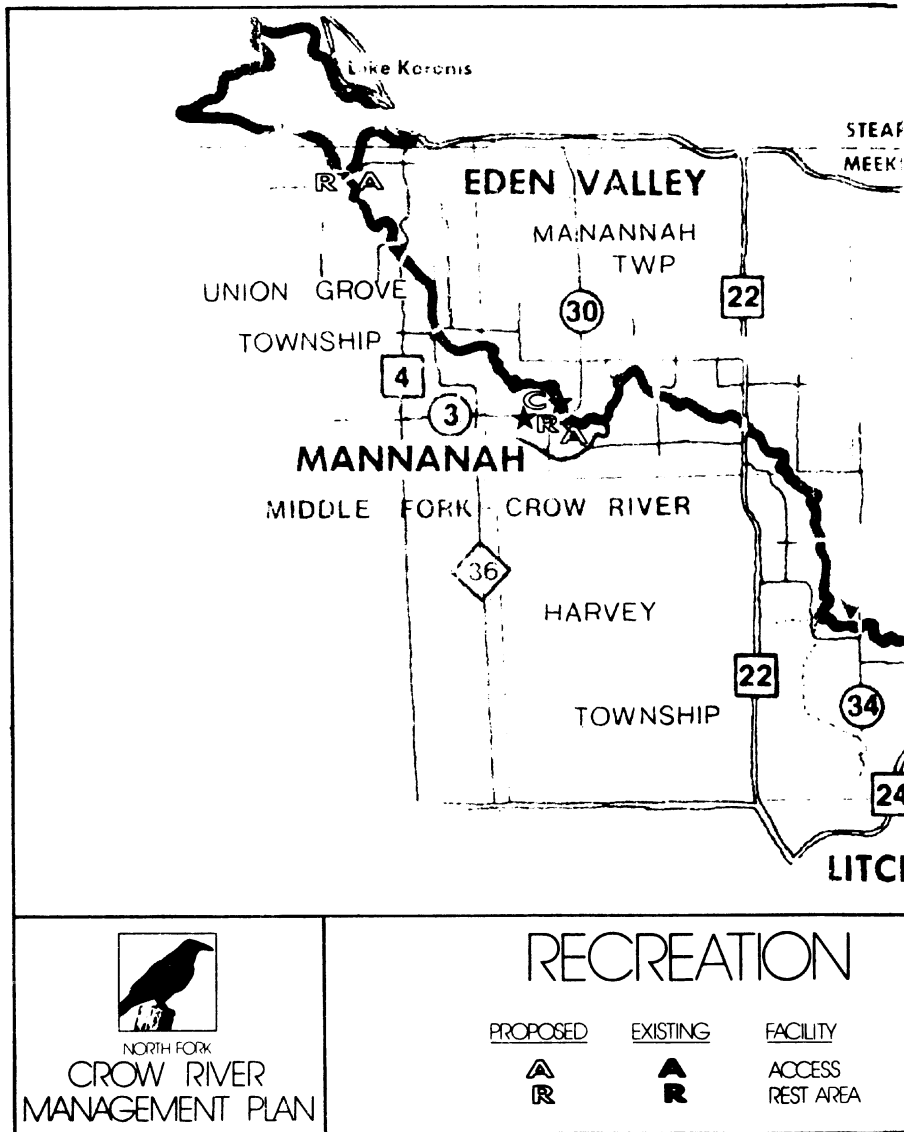 Lake Koronis
STEAR
MEEK
R A
EDEN VALLEY
MANANNAH
TWP
UNION GROVE
TOWNSHIP
22
30
4
3
C
R A
MANNANAH
MIDDLE FORK CROW RIVER
36
HARVEY
22
TOWNSHIP
34
24
LITC
RECREATION
PROPOSED EXISTING FACILITY
A A ACCESS
R R REST AREA
NORTH FORK
CROW RIVER
MANAGEMENT PLAN